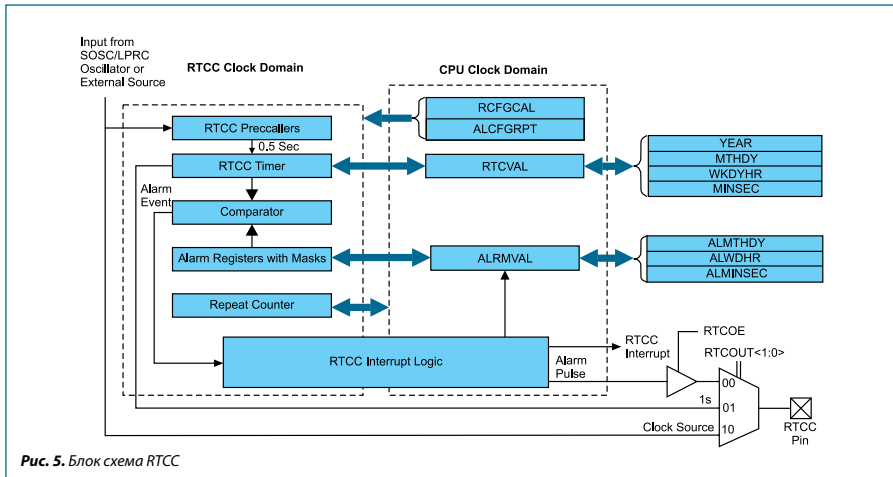 Input from
SOSC/LPRC
Oscillator or
External Source
RTCC Clock Domain
CPU Clock Domain
RCFGCAL
ALCFGRPT
RTCC Preccallers
0.5 Sec
RTCC Timer
RTCVAL
YEAR
MTHDY
WKDYHR
MINSEC
Alarm
Event
Comparator
Alarm Registers with Masks
ALRMVAL
ALMTHDY
ALWDHR
ALMINSEC
Repeat Counter
RTCC Interrupt Logic
RTCC
Interrupt
Alarm
Pulse
RTCOE
RTCOUT<1:0>
00
1s
01
Clock Source
10
RTCC
Pin
Рис. 5. Блок схема RTCC